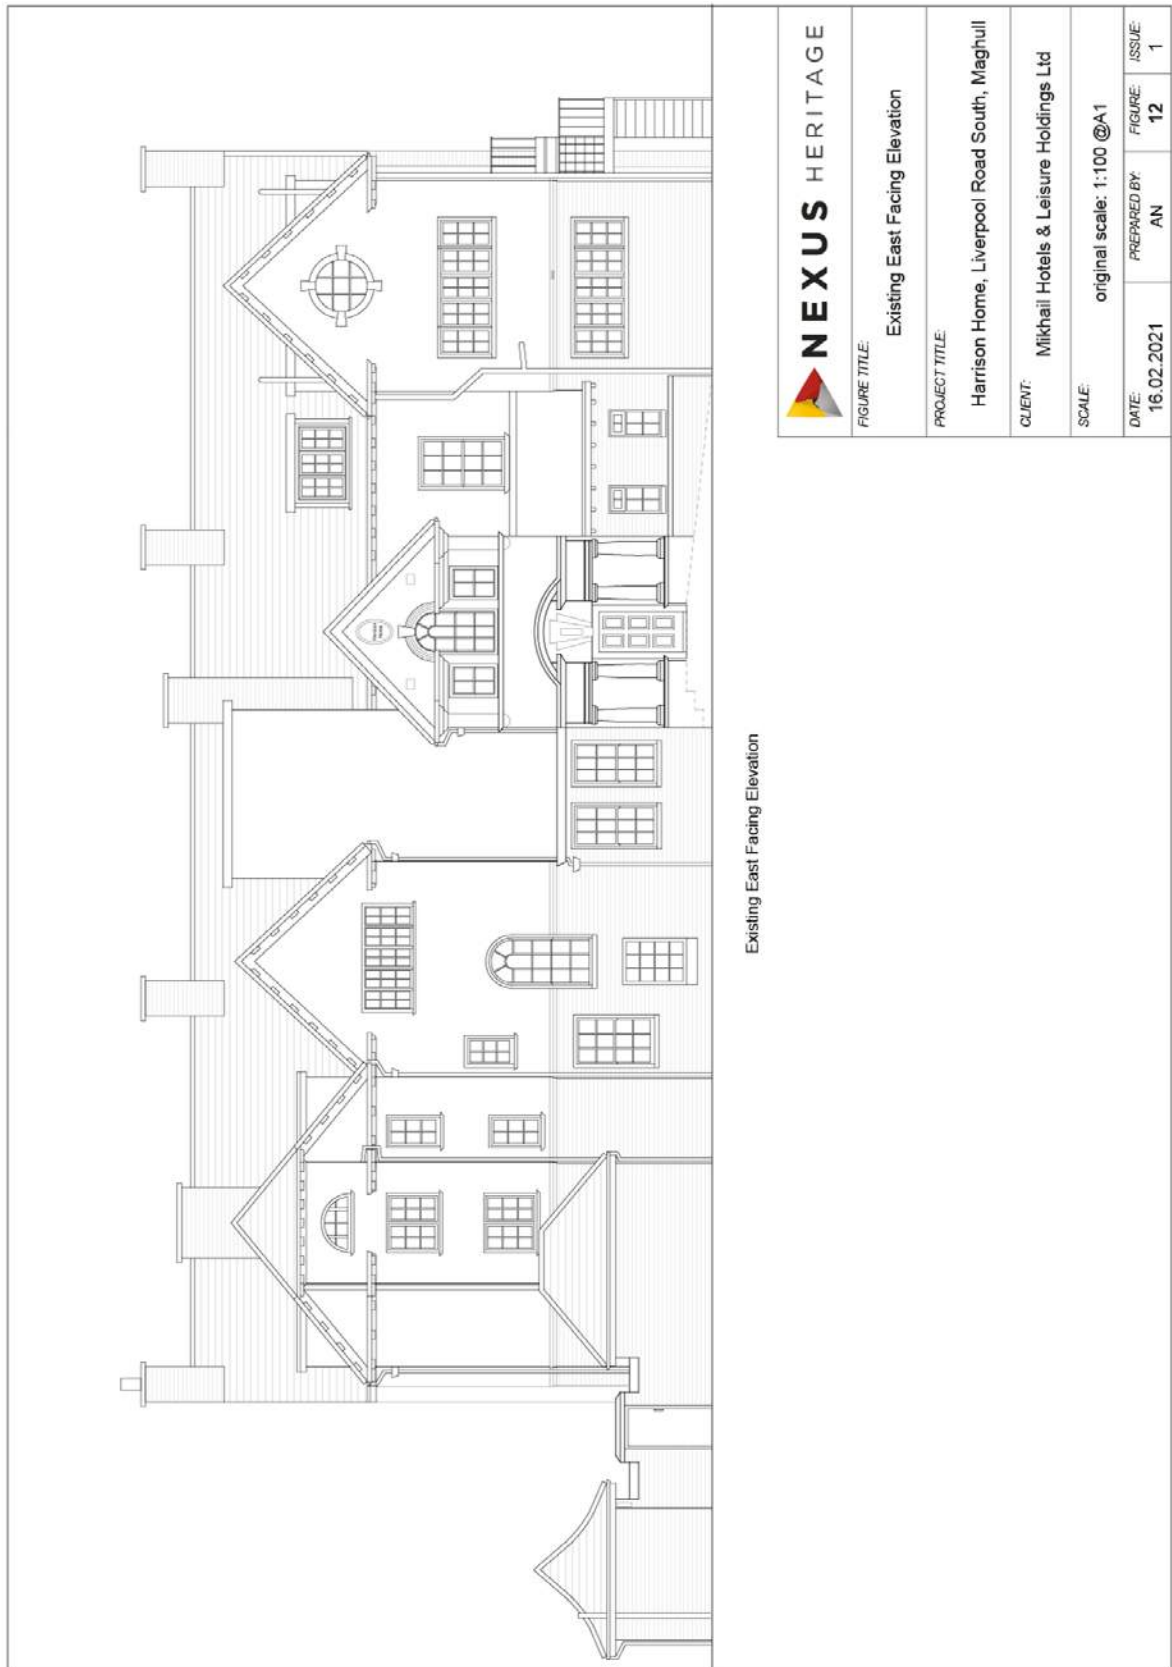 Existing East Facing Elevation
NEXUS HERITAGE
FIGURE TITLE:
Existing East Facing Elevation
PROJECT TITLE:
Harrison Home, Liverpool Road South, Maghull
CLIENT:
Mikhail Hotels & Leisure Holdings Ltd
SCALE:
original scale: 1:100 @A1
DATE: PREPARED BY: FIGURE: ISSUE:
16.02.2021 AN 12 1